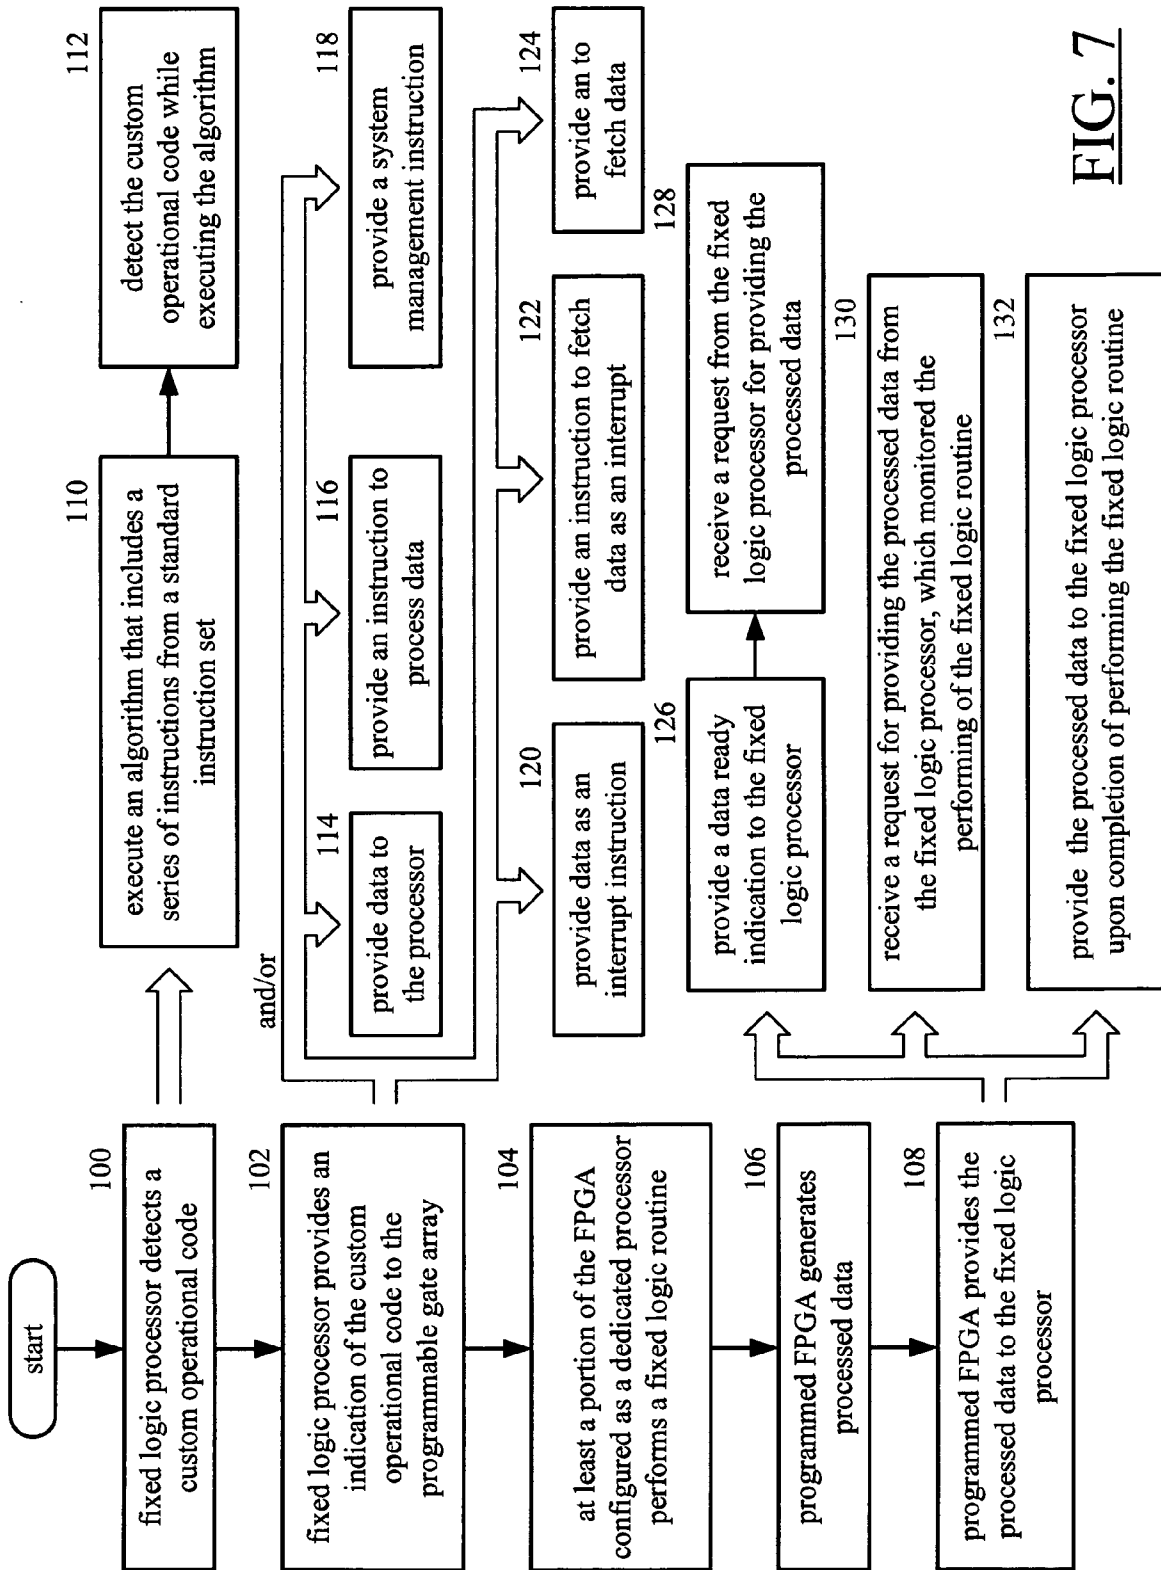 start
100
fixed logic processor detects a
custom operational code
102
fixed logic processor provides an
indication of the custom
operational code to the
programmable gate array
104
at least a portion of the FPGA
configured as a dedicated processor
performs a fixed logic routine
106
programmed FPGA generates
processed data
108
programmed FPGA provides the
processed data to the fixed logic
processor
110
execute an algorithm that includes a
series of instructions from a standard
instruction set
112
detect the custom
operational code while
executing the algorithm
and/or
114
provide data to
the processor
116
provide an instruction to
process data
118
provide a system
management instruction
120
provide data as an
interrupt instruction
122
provide an instruction to fetch
data as an interrupt
124
provide an to
fetch data
126
provide a data ready
indication to the fixed
logic processor
128
receive a request from the fixed
logic processor for providing the
processed data
130
receive a request for providing the processed data from
the fixed logic processor, which monitored the
performing of the fixed logic routine
132
provide the processed data to the fixed logic processor
upon completion of performing the fixed logic routine
FIG. 7